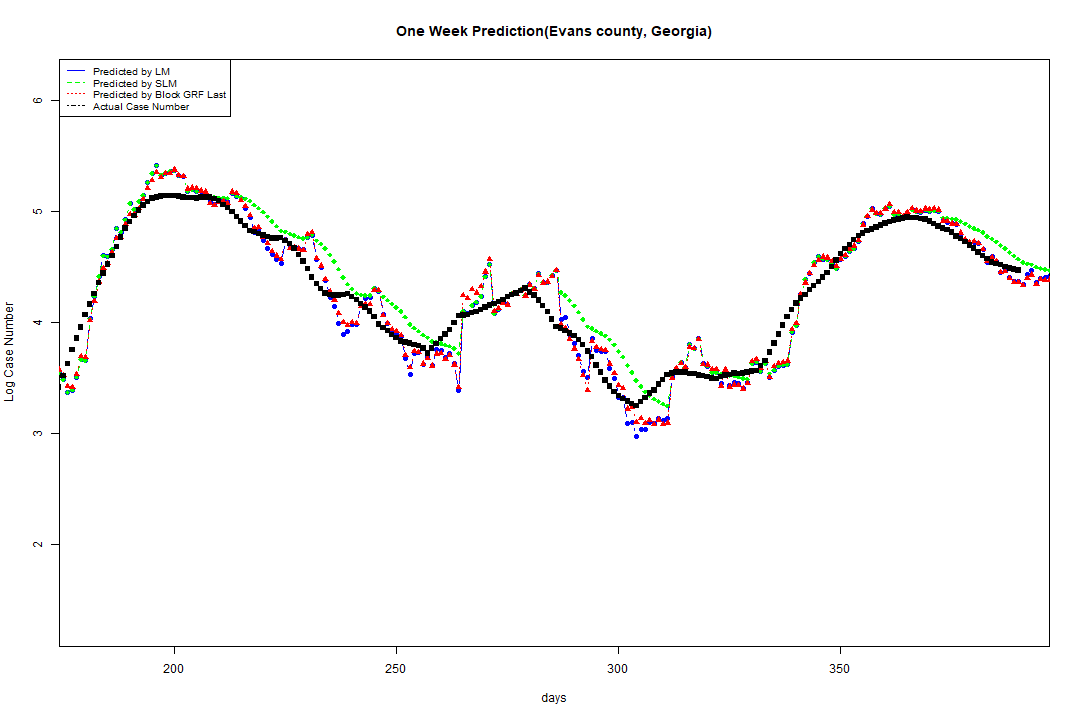 One Week Prediction(Evans county, Georgia)
Predicted by LM
Predicted by SLM
Predicted by Block GRF Last
Actual Case Number
6
5
4
3
2
Log Case Number
200
250
300
350
days